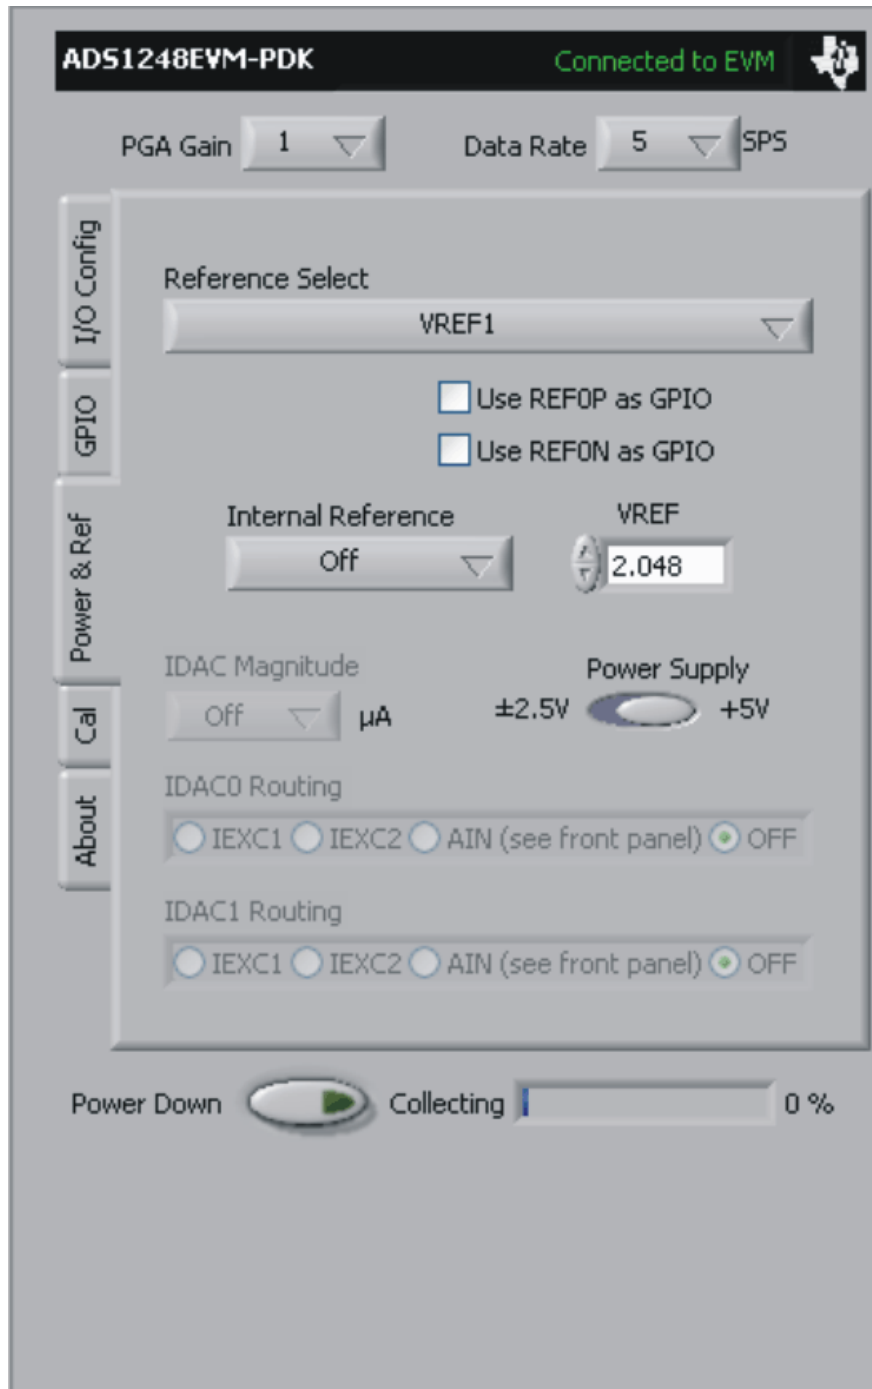 ADS1248EVM-PDK Connected to EVM
PGA Gain 1 Data Rate 5 SPS
I/O Config
GPIO
Power & Ref
Cal
About
Reference Select
VREF1
Use REF0P as GPIO
Use REF0N as GPIO
Internal Reference VREF
Off 2.048
IDAC Magnitude Power Supply
Off µA ±2.5V +5V
IDAC0 Routing
IEXC1 IEXC2 AIN (see front panel) OFF
IDAC1 Routing
IEXC1 IEXC2 AIN (see front panel) OFF
Power Down Collecting 0 %